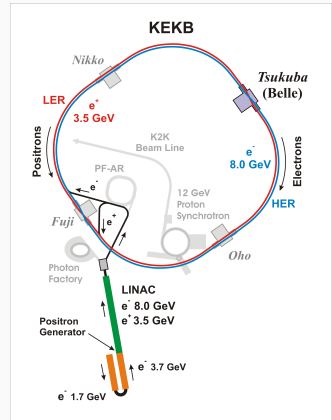 KEKB
Nikko
Tsukuba
(Belle)
LER
e+
3.5 GeV
K2K
Beam Line
e-
8.0 GeV
Positrons
Electrons
PF-AR
e-
12 GeV
Proton
Synchrotron
HER
Fuji
e+
Oho
Photon
Factory
LINAC
e- 8.0 GeV
e+ 3.5 GeV
Positron
Generator
e- 3.7 GeV
e- 1.7 GeV